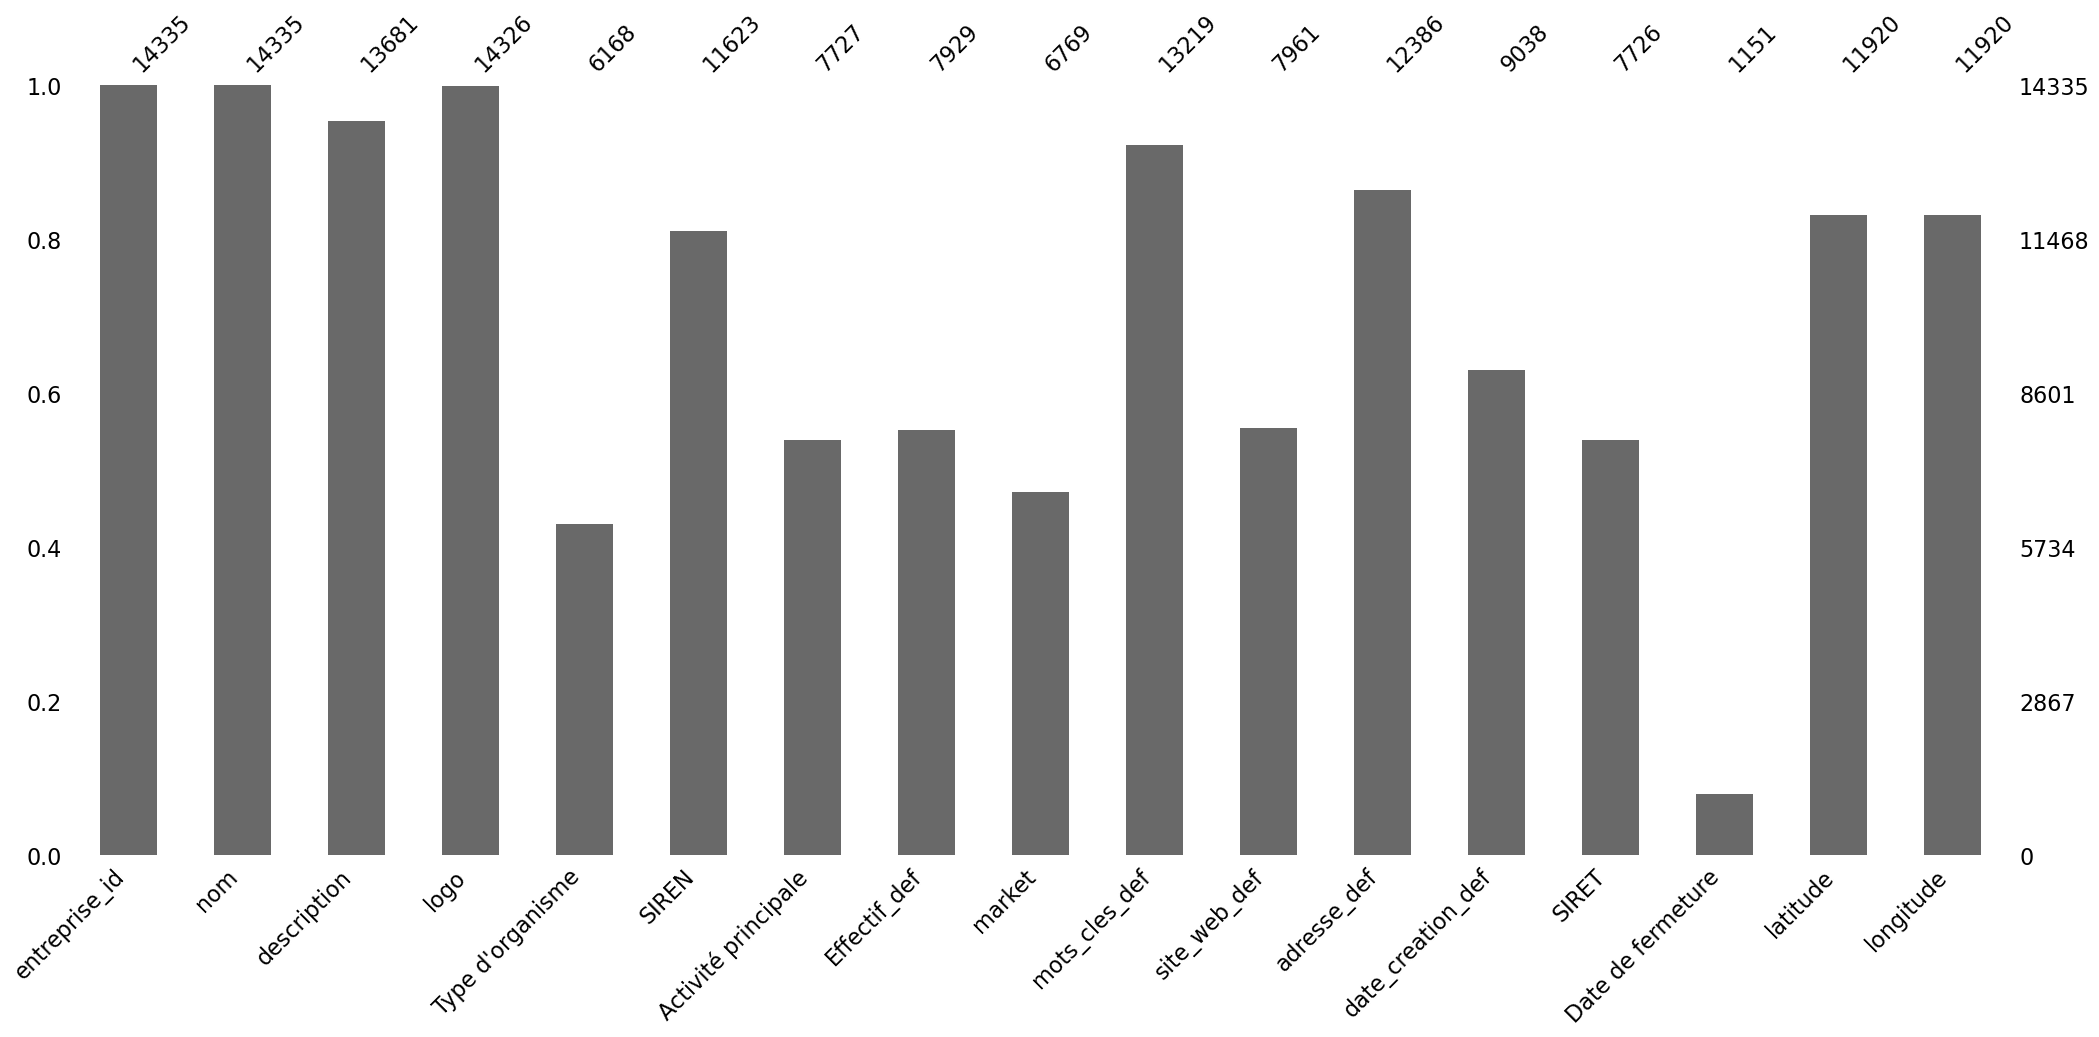 14335
14335
13681
14326
6168
11623
7727
7929
6769
13219
7961
12386
9038
7726
1151
11920
11920
1.0
0.8
0.6
0.4
0.2
0.0
14335
11468
8601
5734
2867
0
entreprise_id
nom
description
logo
Type d'organisme
SIREN
Activité principale
Effectif_def
market
mots_cles_def
site_web_def
adresse_def
date_creation_def
SIRET
Date de fermeture
latitude
longitude